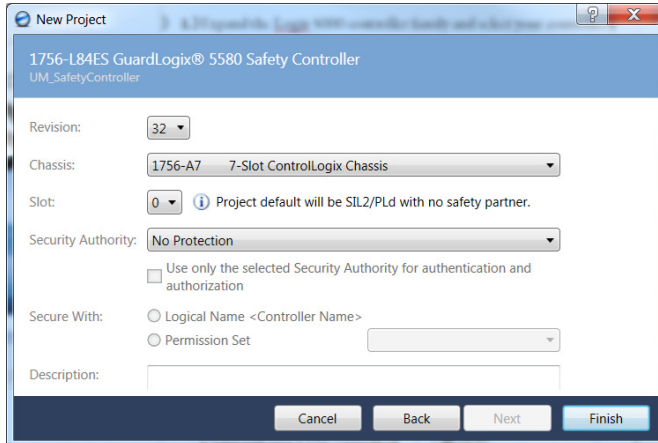 New Project
1756-L84ES GuardLogix® 5580 Safety Controller
UM_SafetyController
Revision:
32
Chassis:
1756-A7 7-Slot ControlLogix Chassis
Slot:
0 Project default will be SIL2/PLd with no safety partner.
Security Authority:
No Protection
Use only the selected Security Authority for authentication and
authorization
Secure With:
Logical Name <Controller Name>
Permission Set
Description:
Cancel Back Next Finish